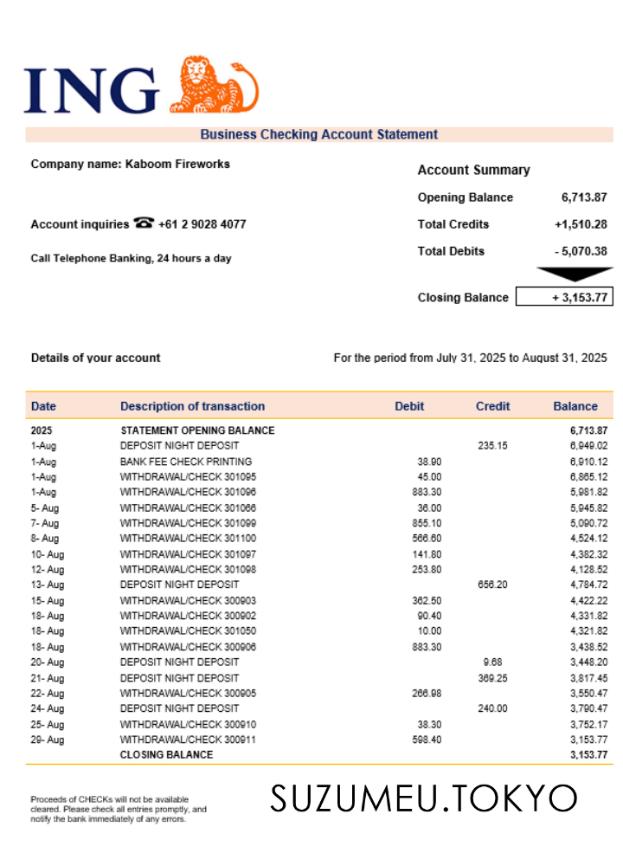 ING
Business Checking Account Statement
Company name: Kaboom Fireworks
Account Summary
Opening Balance 6,713.87
Account inquiries ☎ +61 2 9028 4077
Total Credits +1,510.28
Call Telephone Banking, 24 hours a day
Total Debits - 5,070.38
Closing Balance + 3,153.77
Details of your account For the period from July 31, 2025 to August 31, 2025
Date Description of transaction Debit Credit Balance
2025 STATEMENT OPENING BALANCE 6,713.87
1-Aug DEPOSIT NIGHT DEPOSIT 235.15 6,949.02
1-Aug BANK FEE CHECK PRINTING 38.90 6,910.12
1-Aug WITHDRAWAL/CHECK 301095 45.00 6,865.12
1-Aug WITHDRAWAL/CHECK 301096 883.30 5,981.82
5- Aug WITHDRAWAL/CHECK 301066 36.00 5,945.82
7- Aug WITHDRAWAL/CHECK 301099 855.10 5,090.72
8- Aug WITHDRAWAL/CHECK 301100 566.60 4,524.12
10- Aug WITHDRAWAL/CHECK 301097 141.80 4,382.32
12- Aug WITHDRAWAL/CHECK 301098 253.80 4,128.52
13- Aug DEPOSIT NIGHT DEPOSIT 656.20 4,784.72
15- Aug WITHDRAWAL/CHECK 300903 362.50 4,422.22
18- Aug WITHDRAWAL/CHECK 300902 90.40 4,331.82
18- Aug WITHDRAWAL/CHECK 301050 10.00 4,321.82
18- Aug WITHDRAWAL/CHECK 300906 883.30 3,438.52
20- Aug DEPOSIT NIGHT DEPOSIT 9.68 3,448.20
21- Aug DEPOSIT NIGHT DEPOSIT 369.25 3,817.45
22- Aug WITHDRAWAL/CHECK 300905 266.98 3,550.47
24- Aug DEPOSIT NIGHT DEPOSIT 240.00 3,790.47
25- Aug WITHDRAWAL/CHECK 300910 38.30 3,752.17
29- Aug WITHDRAWAL/CHECK 300911 598.40 3,153.77
CLOSING BALANCE 3,153.77
Proceeds of CHECKs will not be available
cleared. Please check all entries promptly, and
notify the bank immediately of any errors.
SUZUMEU.TOKYO